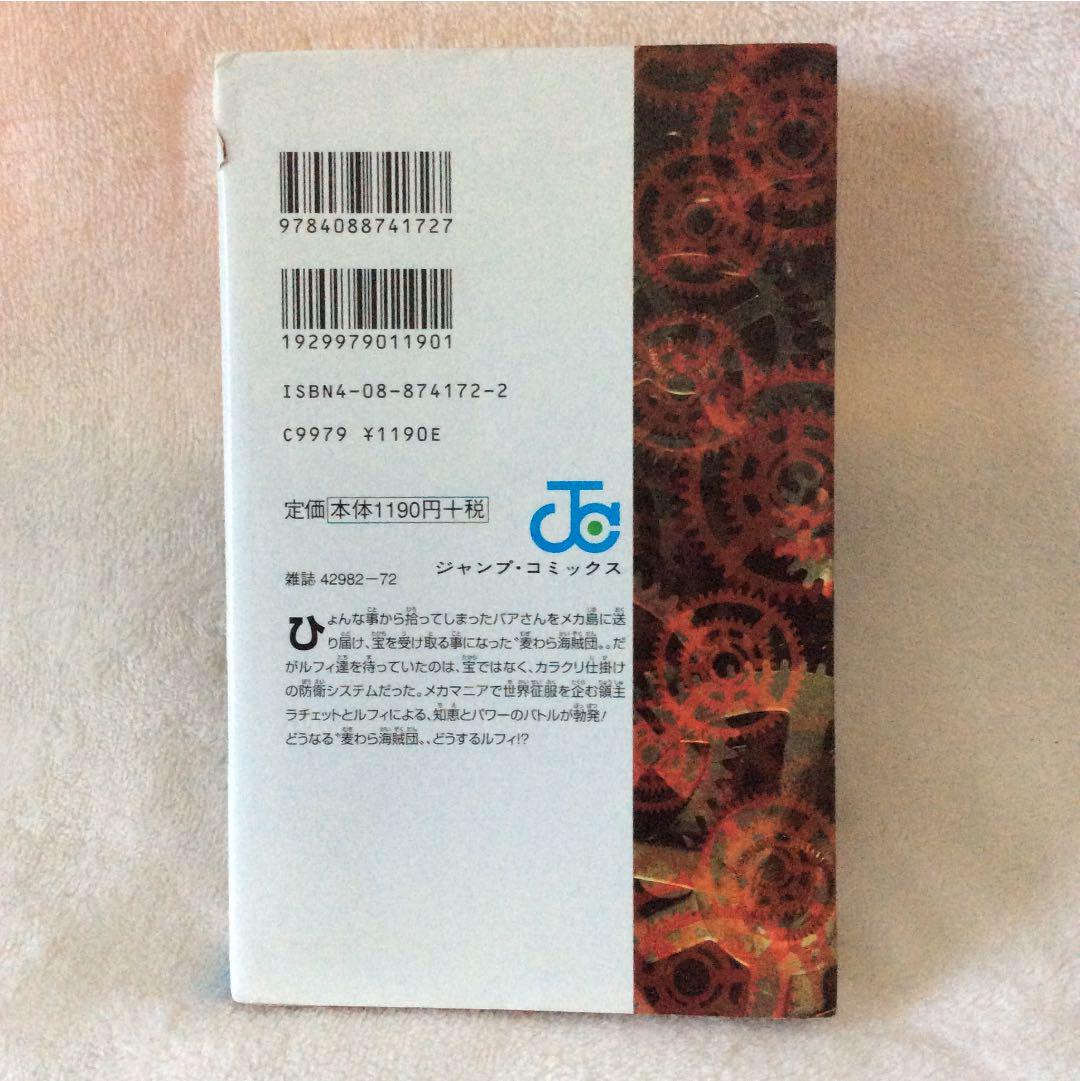 9784088741727
1929979011901
ISBN4-08-874172-2
C9979 ¥1190E
定価 本体1190円+税
JC
ジャンプ・コミックス
雑誌 42982-72
ひょんな事から拾ってしまったバアさんをメカ島に送
り届け、宝を受け取る事になった〝麦わら海賊団〟。だ
がルフィ達を待っていたのは、宝ではなく、カラクリ仕掛け
の防衛システムだった。メカマニアで世界征服を企む領主
ラチェットとルフィによる、知恵とパワーのバトルが勃発!
どうなる〝麦わら海賊団〟、どうするルフィ!?